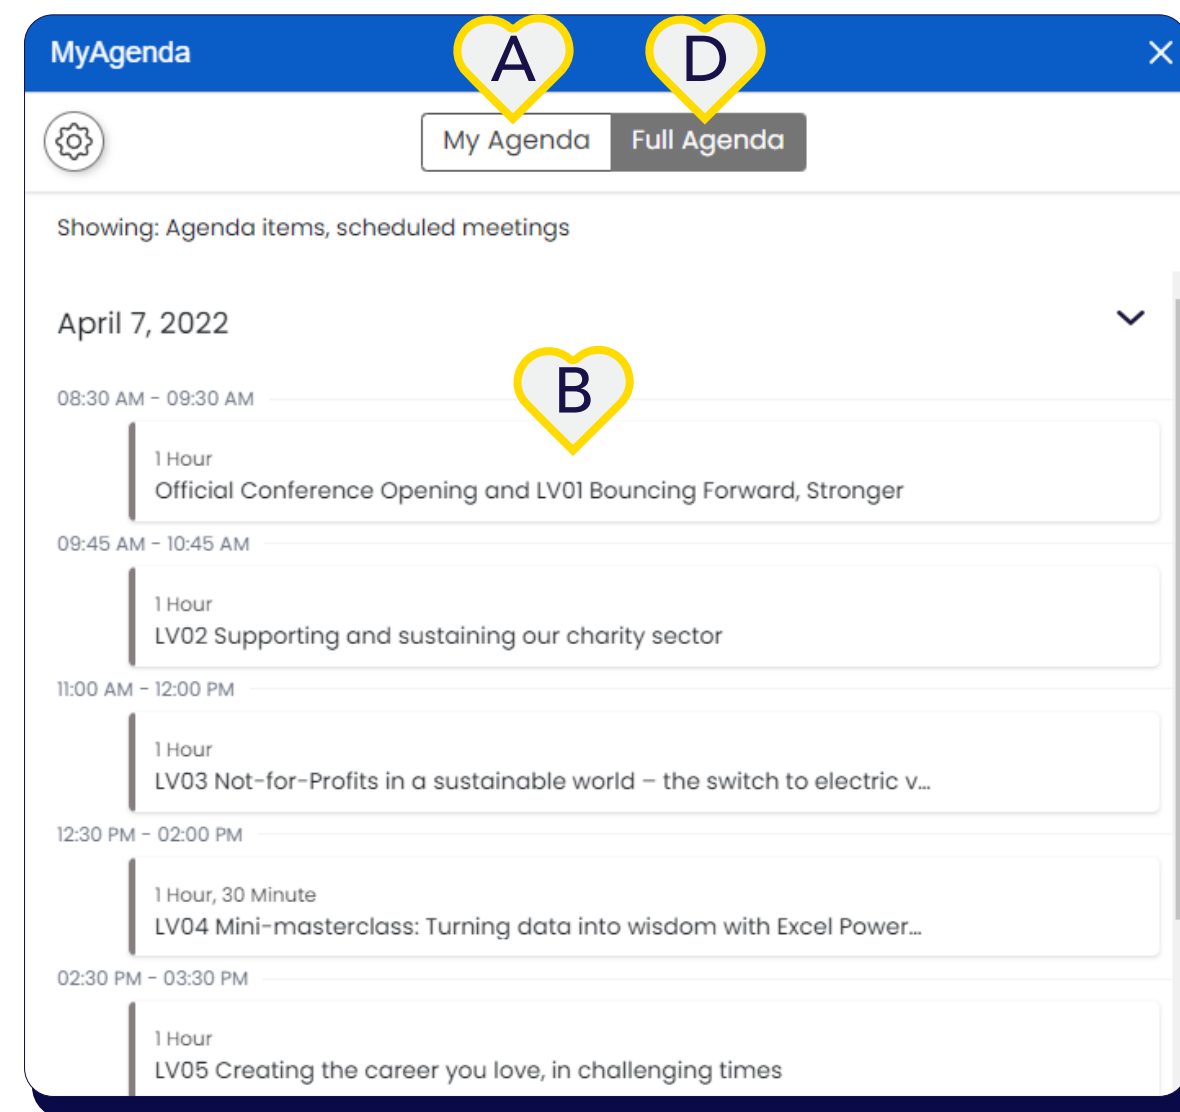 MyAgenda
A
D
My Agenda
Full Agenda
Showing: Agenda items, scheduled meetings
April 7, 2022
B
08:30 AM - 09:30 AM
1 Hour
Official Conference Opening and LV01 Bouncing Forward, Stronger
09:45 AM - 10:45 AM
1 Hour
LV02 Supporting and sustaining our charity sector
11:00 AM - 12:00 PM
1 Hour
LV03 Not-for-Profits in a sustainable world – the switch to electric v...
12:30 PM - 02:00 PM
1 Hour, 30 Minute
LV04 Mini-masterclass: Turning data into wisdom with Excel Power...
02:30 PM - 03:30 PM
1 Hour
LV05 Creating the career you love, in challenging times